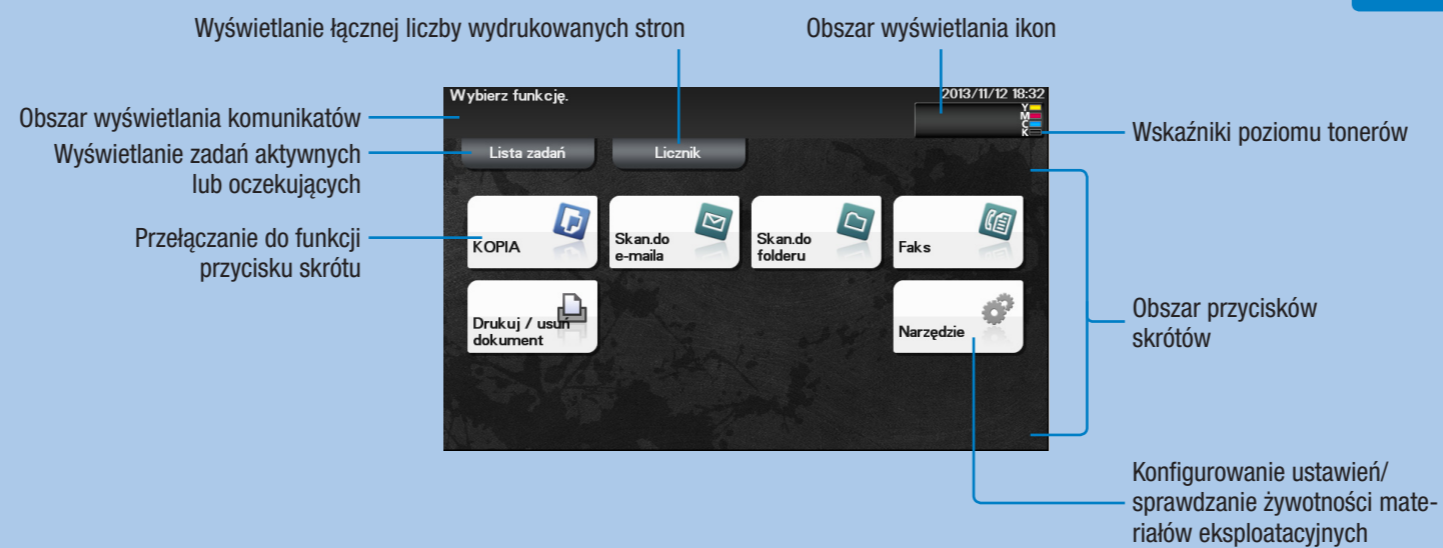 Wyświetlanie łącznej liczby wydrukowanych stron
Obszar wyświetlania ikon
Obszar wyświetlania komunikatów
Wyświetlanie zadań aktywnych
lub oczekujących
Przełączanie do funkcji
przycisku skrótu
Wybierz funkcję.
2013/11/12 18:32
Y
M
C
K
Lista zadań
Licznik
KOPIA
Skan.do
e-maila
Skan.do
folderu
Faks
Drukuj / usuń
dokument
Narzędzie
Wskaźniki poziomu tonerów
Obszar przycisków
skrótów
Konfigurowanie ustawień/
sprawdzanie żywotności mate-
riałów eksploatacyjnych